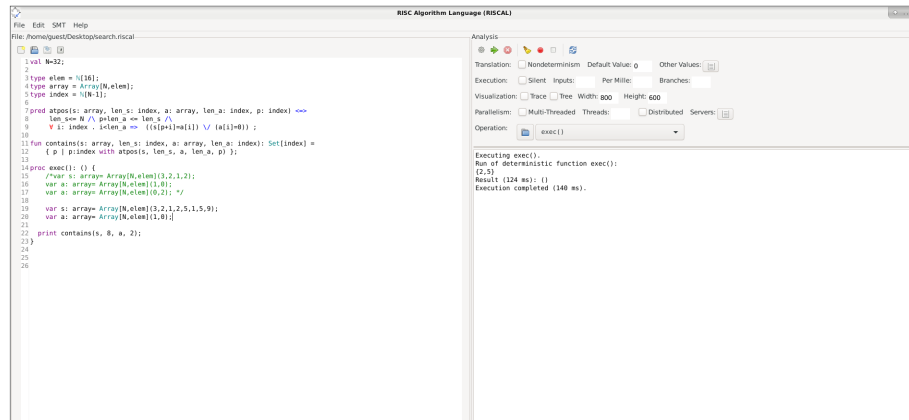 RISC Algorithm Language (RISCAL)
File Edit SMT Help
File: /home/guest/Desktop/search.riscal
1 val N=32;
2
3 type elem = ℕ[16];
4 type array = Array[N,elem];
5 type index = ℕ[N-1];
6
7 pred atpos(s: array, len_s: index, a: array, len_a: index, p: index) <=>
8 len_s<= N /\ p+len_a <= len_s /\
9 ∀ i: index . i<len_a => ((s[p+i]=a[i]) \/ (a[i]=0)) ;
10
11 fun contains(s: array, len_s: index, a: array, len_a: index): Set[index] =
12 { p | p:index with atpos(s, len_s, a, len_a, p) };
13
14 proc exec(): () {
15 /*var s: array= Array[N,elem](3,2,1,2);
16 var a: array= Array[N,elem](1,0);
17 var a: array= Array[N,elem](0,2); */
18
19 var s: array= Array[N,elem](3,2,1,2,5,1,5,9);
20 var a: array= Array[N,elem](1,0);
21
22 print contains(s, 8, a, 2);
23 }
24
25
26
Analysis
Translation: Nondeterminism Default Value: 0 Other Values:
Execution: Silent Inputs: Per Mille: Branches:
Visualization: Trace Tree Width: 800 Height: 600
Parallelism: Multi-Threaded Threads: Distributed Servers:
Operation: exec()
Executing exec().
Run of deterministic function exec():
{2,5}
Result (124 ms): ()
Execution completed (140 ms).